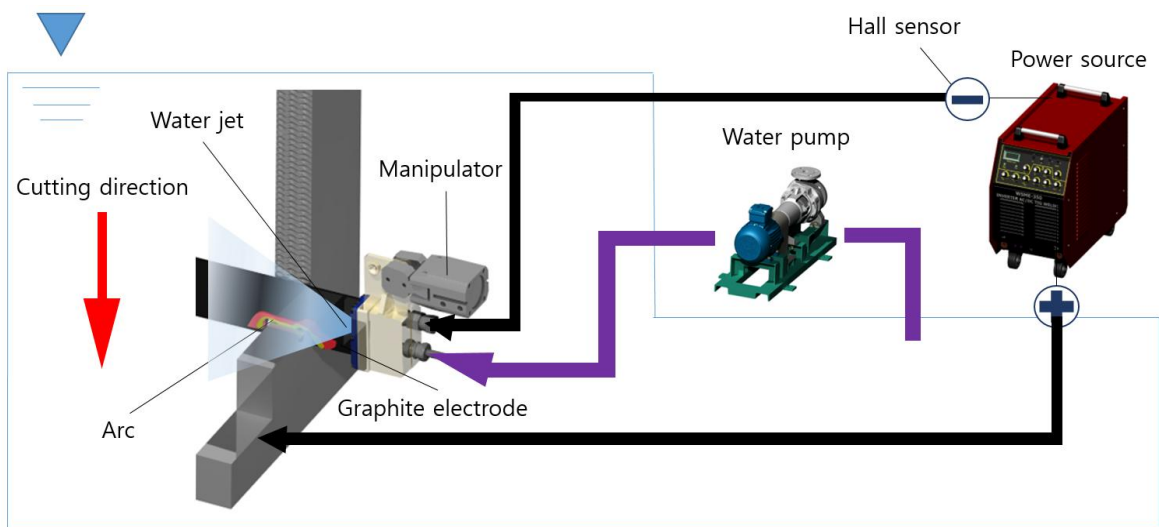 Hall sensor
Power source
Water jet
Water pump
Manipulator
Cutting direction
Graphite electrode
Arc